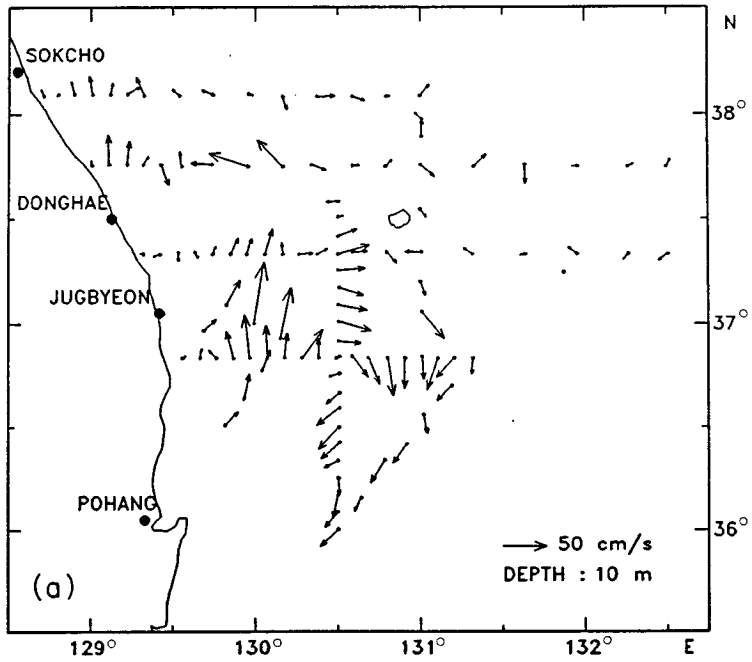 N
SOKCHO
38°
DONGHAE
JUGBYEON
37°
POHANG
36°
50 cm/s
(a)
DEPTH : 10 m
129° 130° 131° 132° E